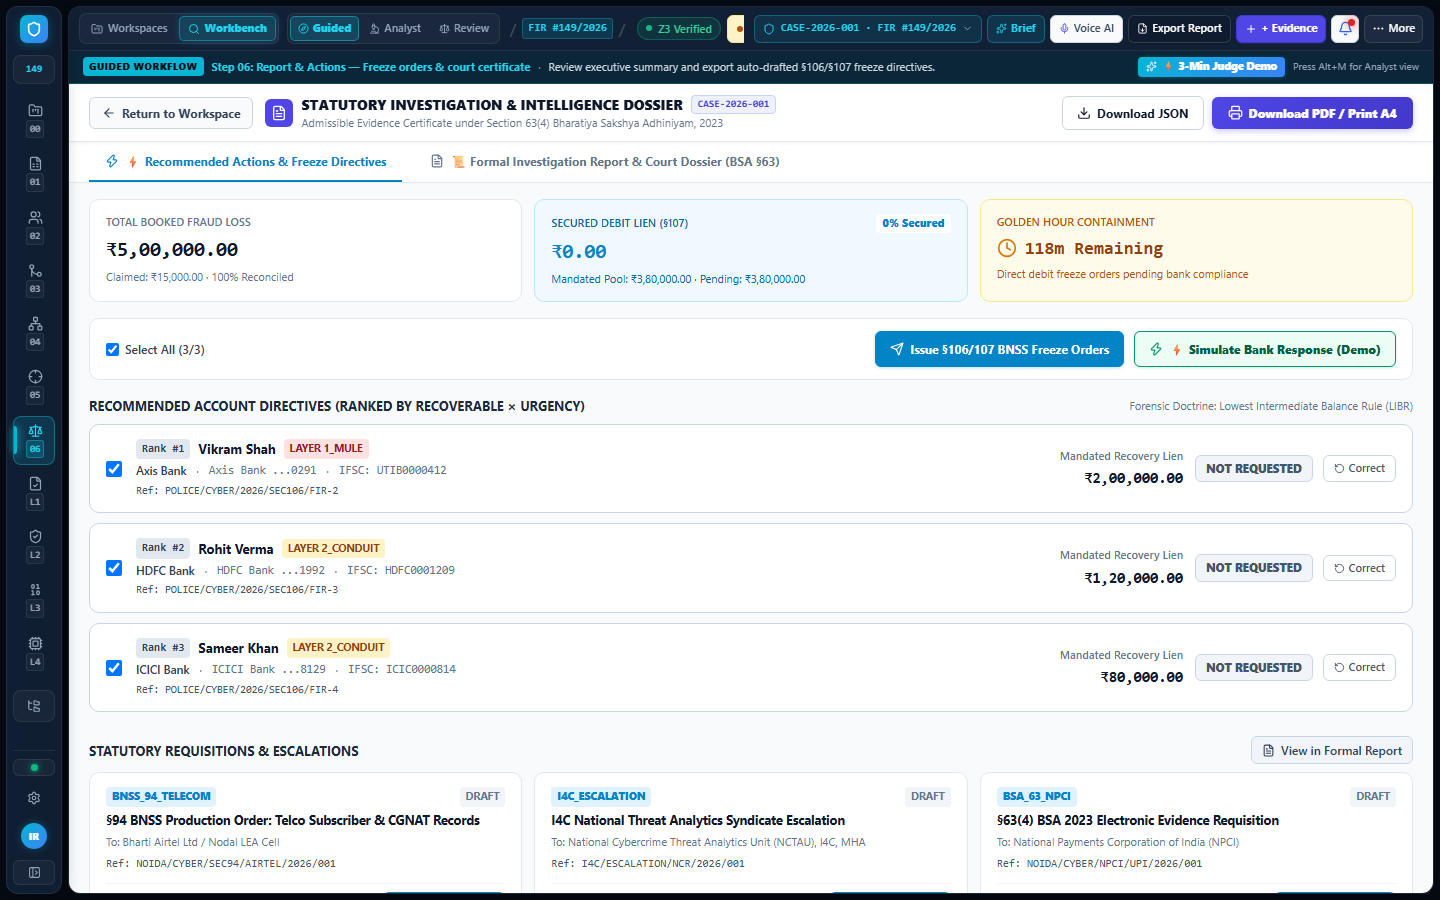 Workspaces
Workbench
Guided
Analyst
Review
/
FIR #149/2026
/
Z3 Verified
CASE-2026-001 · FIR #149/2026
Brief
Voice AI
Export Report
+ + Evidence
More
GUIDED WORKFLOW
Step 06: Report & Actions — Freeze orders & court certificate · Review executive summary and export auto-drafted §106/§107 freeze directives.
3-Min Judge Demo
Press Alt+M for Analyst view
149
00
01
02
03
04
05
06
L1
L2
L3
L4
IR
Return to Workspace
STATUTORY INVESTIGATION & INTELLIGENCE DOSSIER
CASE-2026-001
Admissible Evidence Certificate under Section 63(4) Bharatiya Sakshya Adhiniyam, 2023
Download JSON
Download PDF / Print A4
Recommended Actions & Freeze Directives
Formal Investigation Report & Court Dossier (BSA §63)
TOTAL BOOKED FRAUD LOSS
₹5,00,000.00
Claimed: ₹15,000.00 · 100% Reconciled
SECURED DEBIT LIEN (§107)
0% Secured
₹0.00
Mandated Pool: ₹3,80,000.00 · Pending: ₹3,80,000.00
GOLDEN HOUR CONTAINMENT
118m Remaining
Direct debit freeze orders pending bank compliance
Select All (3/3)
Issue §106/107 BNSS Freeze Orders
Simulate Bank Response (Demo)
RECOMMENDED ACCOUNT DIRECTIVES (RANKED BY RECOVERABLE × URGENCY)
Forensic Doctrine: Lowest Intermediate Balance Rule (LIBR)
Rank #1
Vikram Shah
LAYER 1_MULE
Axis Bank · Axis Bank ...0291 · IFSC: UTIB0000412
Ref: POLICE/CYBER/2026/SEC106/FIR-2
Mandated Recovery Lien
₹2,00,000.00
NOT REQUESTED
Correct
Rank #2
Rohit Verma
LAYER 2_CONDUIT
HDFC Bank · HDFC Bank ...1992 · IFSC: HDFC0001209
Ref: POLICE/CYBER/2026/SEC106/FIR-3
Mandated Recovery Lien
₹1,20,000.00
NOT REQUESTED
Correct
Rank #3
Sameer Khan
LAYER 2_CONDUIT
ICICI Bank · ICICI Bank ...8129 · IFSC: ICIC0000814
Ref: POLICE/CYBER/2026/SEC106/FIR-4
Mandated Recovery Lien
₹80,000.00
NOT REQUESTED
Correct
STATUTORY REQUISITIONS & ESCALATIONS
View in Formal Report
BNSS_94_TELECOM
DRAFT
§94 BNSS Production Order: Telco Subscriber & CGNAT Records
To: Bharti Airtel Ltd / Nodal LEA Cell
Ref: NOIDA/CYBER/SEC94/AIRTEL/2026/001
I4C_ESCALATION
DRAFT
I4C National Threat Analytics Syndicate Escalation
To: National Cybercrime Threat Analytics Unit (NCTAU), I4C, MHA
Ref: I4C/ESCALATION/NCR/2026/001
BSA_63_NPCI
DRAFT
§63(4) BSA 2023 Electronic Evidence Requisition
To: National Payments Corporation of India (NPCI)
Ref: NOIDA/CYBER/NPCI/UPI/2026/001